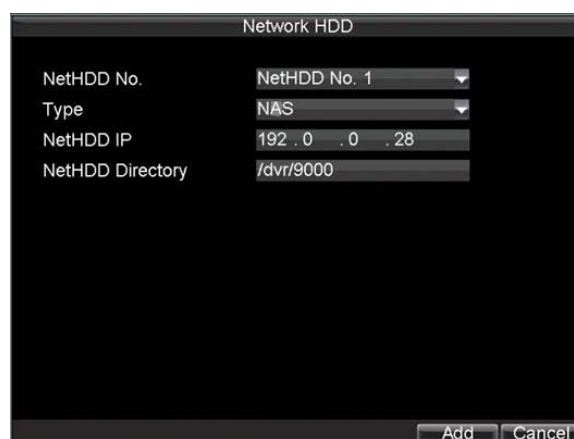 Network HDD
NetHDD No. NetHDD No. 1
Type NAS
NetHDD IP 192 . 0 . 0 . 28
NetHDD Directory /dvr/9000
Add Cancel